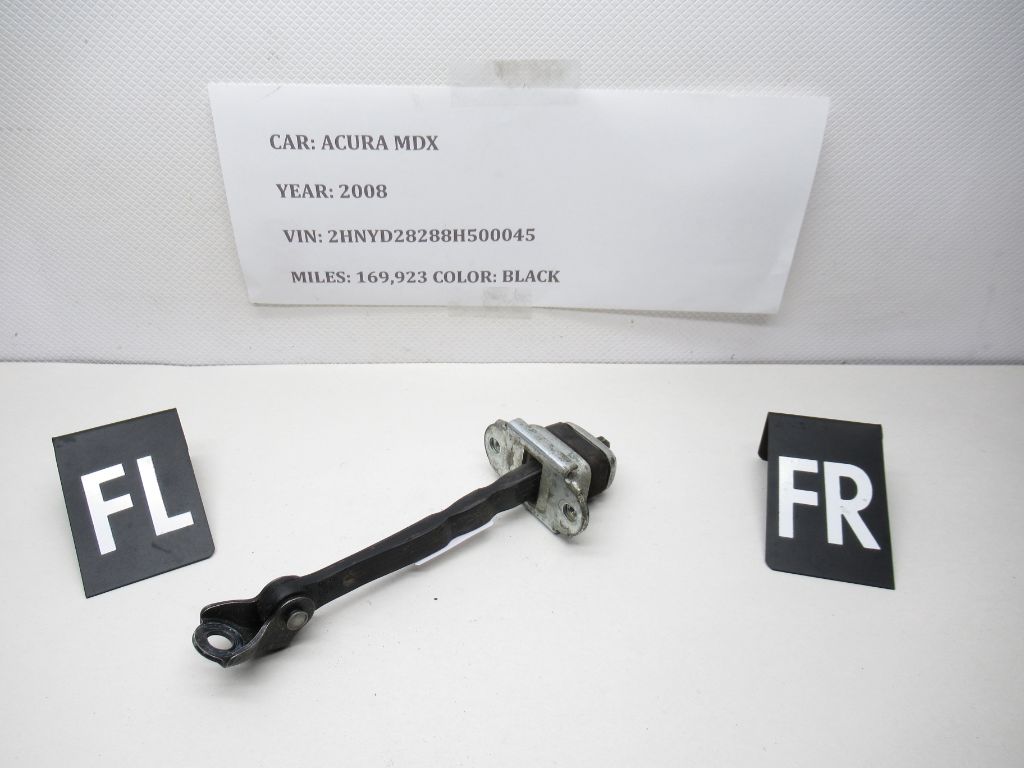 CAR: ACURA MDX
YEAR: 2008
VIN: 2HNYD28288H500045
MILES: 169,923 COLOR: BLACK
FL
FR